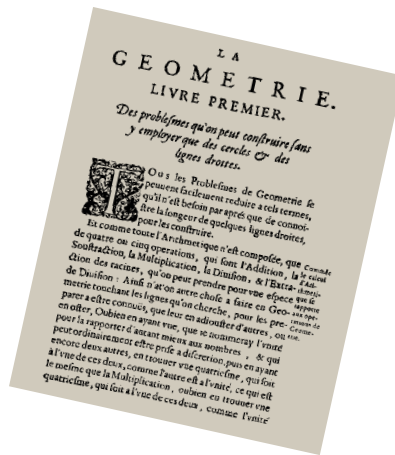 LA
GEOMETRIE.
LIVRE PREMIER.
Des problesmes qu'on peut construire sans
y employer que des cercles & des
lignes droites.
TOus les Problesmes de Geometrie se
peuuent facilement reduire a tels termes,
qu'il n'est besoin par aprés que de connoi-
stre la longeur de quelques lignes droites,
pour les construire.
Et comme toute l'Arithmetique n'est composée, que
de quatre ou cinq operations, qui sont l'Addition, la
Soustraction, la Multiplication, la Diuision, & l'Extra-
ction des racines, qu'on peut prendre pour vne espece
de Diuision : Ainsi n'at'on autre chose a faire en Geo-
metrie touchant les lignes qu'on cherche, pour les pre-
parer a estre connuës, que leur en adiouster d'autres, ou
en oster, Oubien en ayant vne, que ie nommeray l'vnité
pour la rapporter d'autant mieux aux nombres, & qui
peut ordinairement estre prise a discretion, puis en ayant
encore deux autres, en trouuer vne quatriesme, qui soit
à l'vne de ces deux, comme l'autre est a l'vnité, ce qui est
le mesme que la Multiplication, oubien en trouuer vne
quatriesme, qui soit a l'vne de ces deux, comme l'vnité